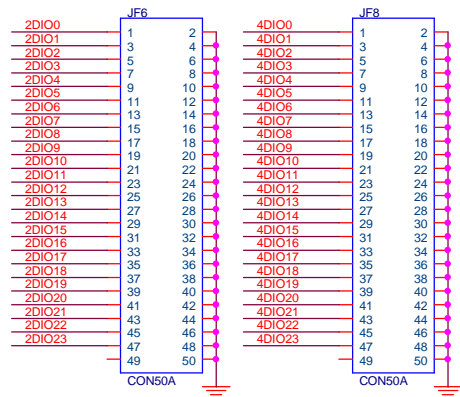 JF6 JF8
2DIO0 1 2 4DIO0 1 2
2DIO1 3 4 4DIO1 3 4
2DIO2 5 6 4DIO2 5 6
2DIO3 7 8 4DIO3 7 8
2DIO4 9 10 4DIO4 9 10
2DIO5 11 12 4DIO5 11 12
2DIO6 13 14 4DIO6 13 14
2DIO7 15 16 4DIO7 15 16
2DIO8 17 18 4DIO8 17 18
2DIO9 19 20 4DIO9 19 20
2DIO10 21 22 4DIO10 21 22
2DIO11 23 24 4DIO11 23 24
2DIO12 25 26 4DIO12 25 26
2DIO13 27 28 4DIO13 27 28
2DIO14 29 30 4DIO14 29 30
2DIO15 31 32 4DIO15 31 32
2DIO16 33 34 4DIO16 33 34
2DIO17 35 36 4DIO17 35 36
2DIO18 37 38 4DIO18 37 38
2DIO19 39 40 4DIO19 39 40
2DIO20 41 42 4DIO20 41 42
2DIO21 43 44 4DIO21 43 44
2DIO22 45 46 4DIO22 45 46
2DIO23 47 48 4DIO23 47 48
49 50 49 50
CON50A CON50A